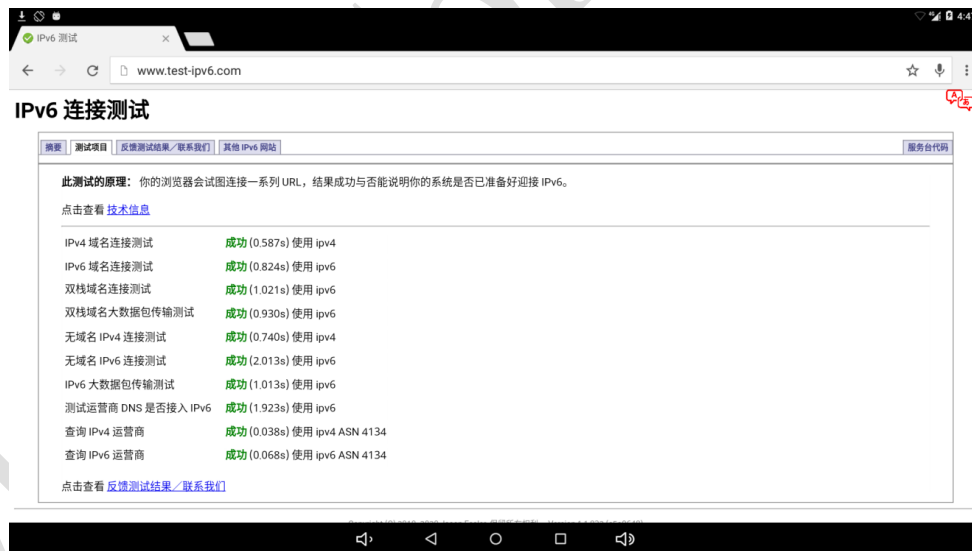 4G 4:4
IPv6 测试
www.test-ipv6.com
IPv6 连接测试
摘要 测试项目 反馈测试结果／联系我们 其他 IPv6 网站 服务台代码
此测试的原理： 你的浏览器会试图连接一系列 URL，结果成功与否能说明你的系统是否已准备好迎接 IPv6。
点击查看 技术信息
IPv4 域名连接测试 成功 (0.587s) 使用 ipv4
IPv6 域名连接测试 成功 (0.824s) 使用 ipv6
双栈域名连接测试 成功 (1.021s) 使用 ipv6
双栈域名大数据包传输测试 成功 (0.930s) 使用 ipv6
无域名 IPv4 连接测试 成功 (0.740s) 使用 ipv4
无域名 IPv6 连接测试 成功 (2.013s) 使用 ipv6
IPv6 大数据包传输测试 成功 (1.013s) 使用 ipv6
测试运营商 DNS 是否接入 IPv6 成功 (1.923s) 使用 ipv6
查询 IPv4 运营商 成功 (0.038s) 使用 ipv4 ASN 4134
查询 IPv6 运营商 成功 (0.068s) 使用 ipv6 ASN 4134
点击查看 反馈测试结果／联系我们